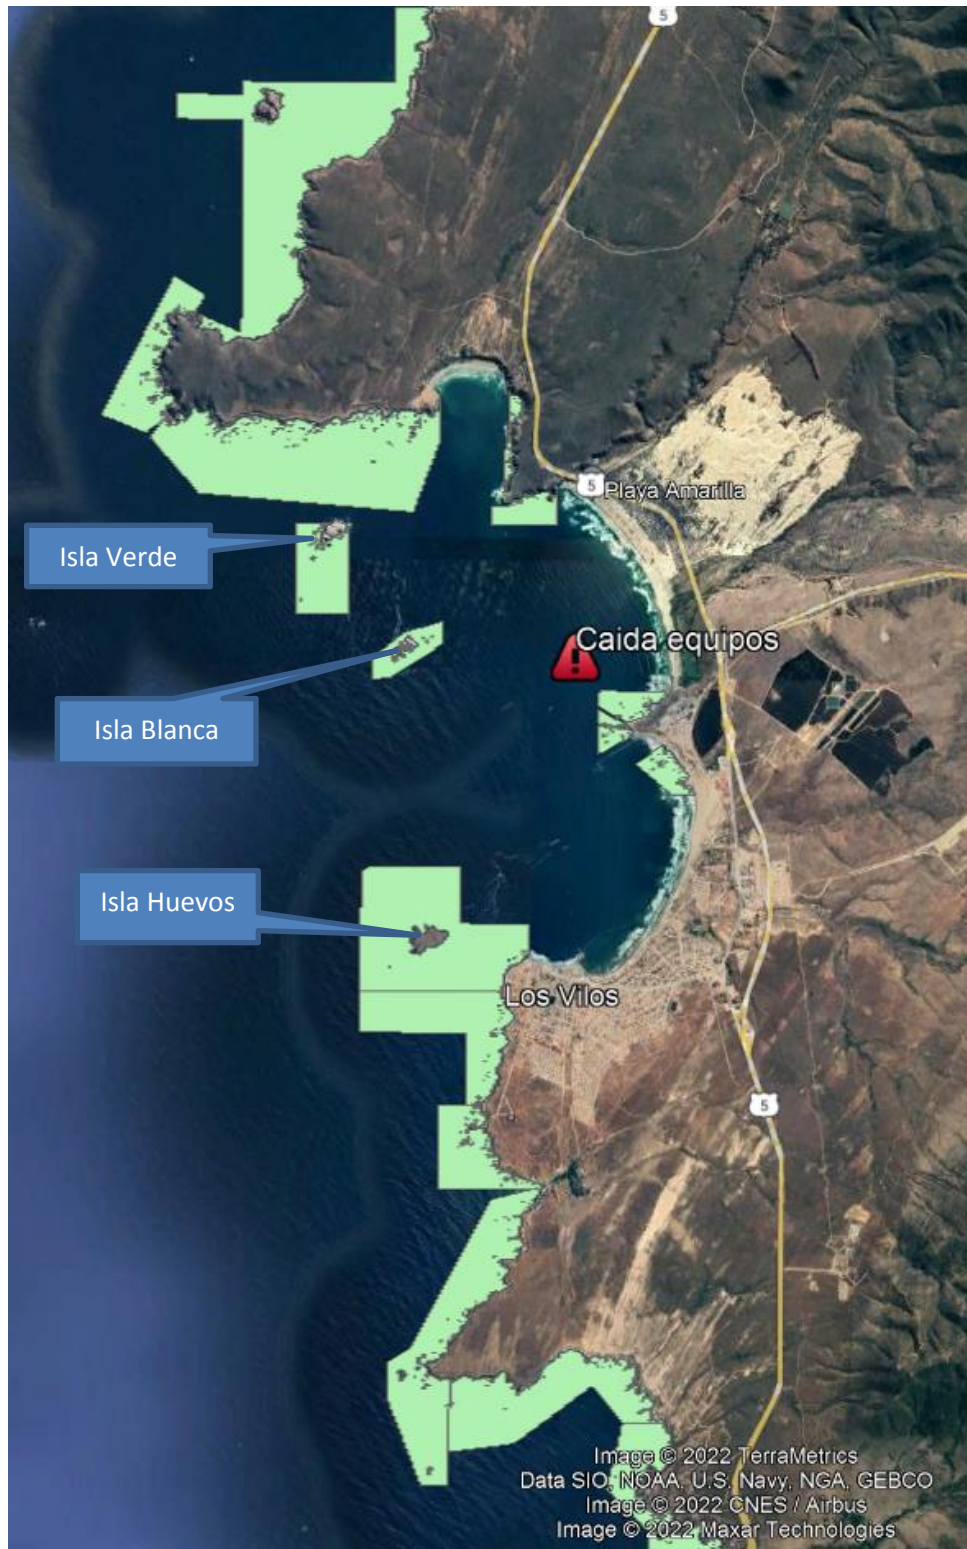 5
5
Playa Amarilla
Isla Verde
Caida equipos
Isla Blanca
Isla Huevos
Los Vilos
5
Image © 2022 TerraMetrics
Data SIO, NOAA, U.S. Navy, NGA, GEBCO
Image © 2022 CNES / Airbus
Image © 2022 Maxar Technologies